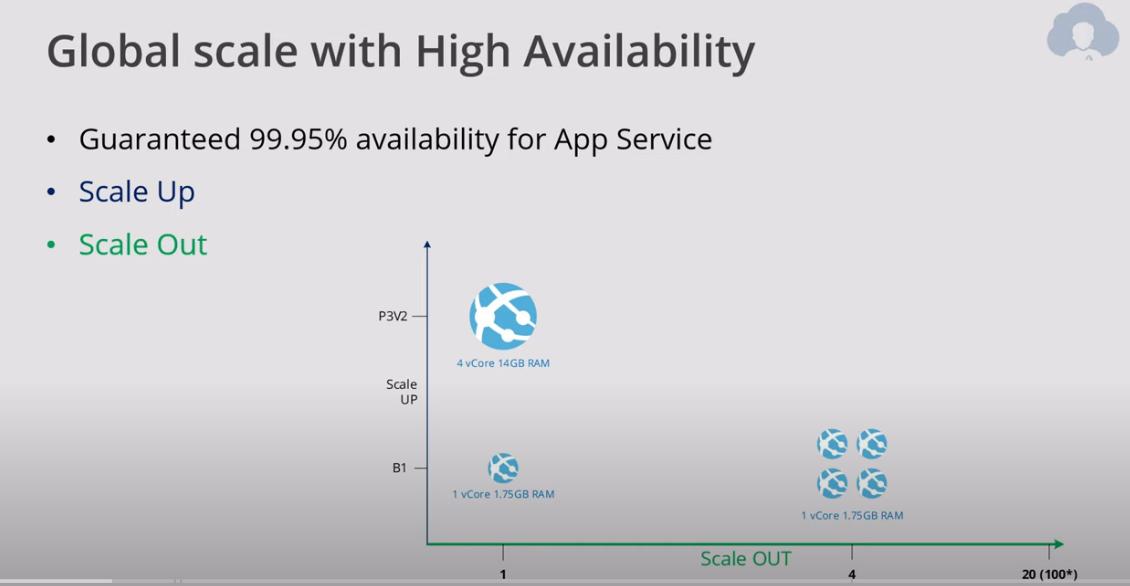 Global scale with High Availability
• Guaranteed 99.95% availability for App Service
• Scale Up
• Scale Out
P3V2
4 vCore 14GB RAM
Scale
UP
B1
1 vCore 1.75GB RAM
1 vCore 1.75GB RAM
Scale OUT
1
4
20 (100*)